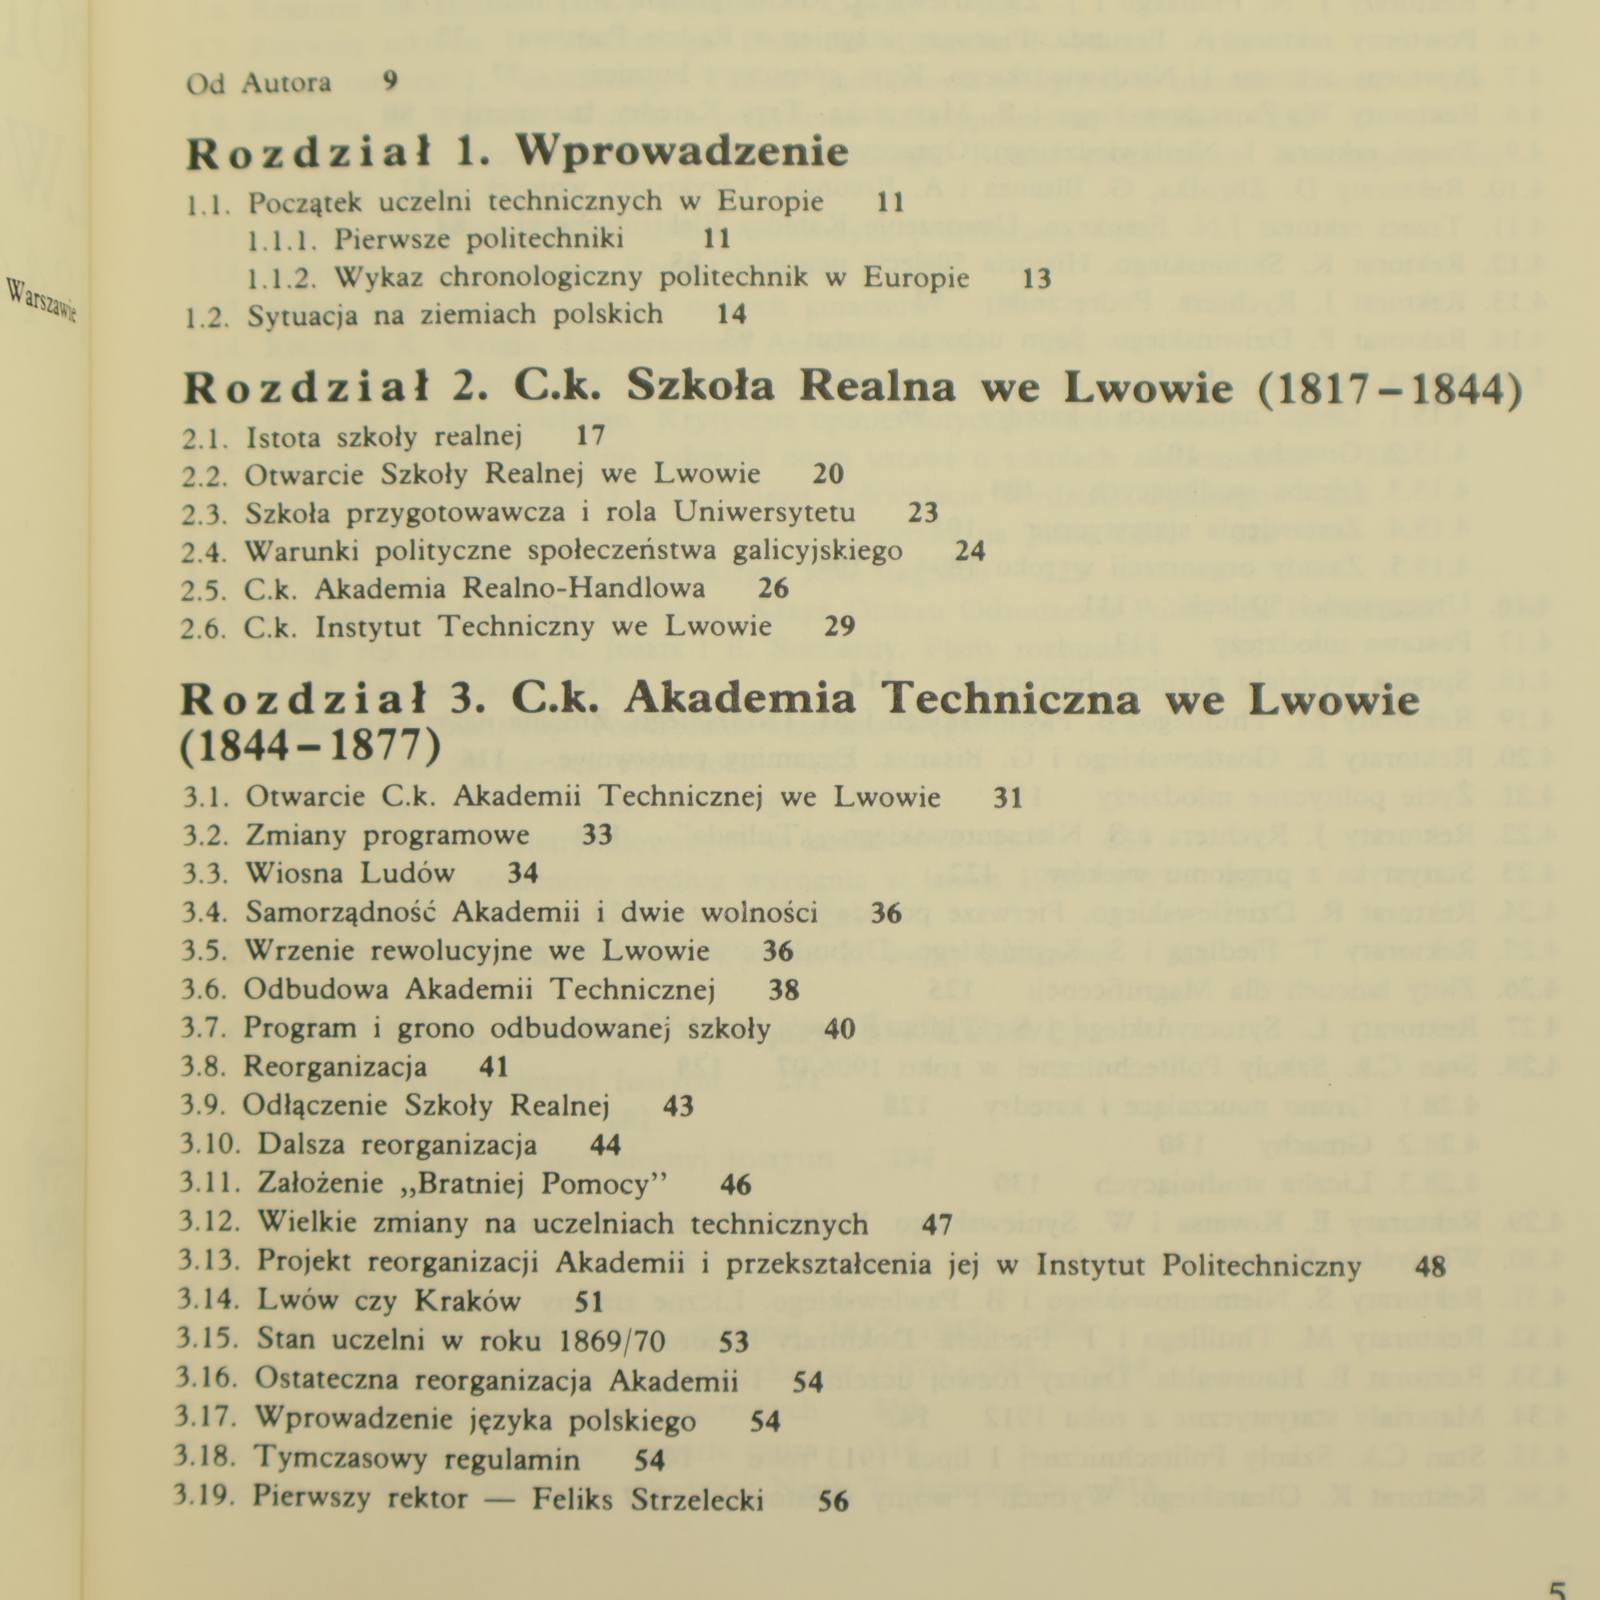 Warszawie
Od Autora 9
Rozdział 1. Wprowadzenie
1.1. Początek uczelni technicznych w Europie 11
1.1.1. Pierwsze politechniki 11
1.1.2. Wykaz chronologiczny politechnik w Europie 13
1.2. Sytuacja na ziemiach polskich 14
Rozdział 2. C.k. Szkoła Realna we Lwowie (1817–1844)
2.1. Istota szkoły realnej 17
2.2. Otwarcie Szkoły Realnej we Lwowie 20
2.3. Szkoła przygotowawcza i rola Uniwersytetu 23
2.4. Warunki polityczne społeczeństwa galicyjskiego 24
2.5. C.k. Akademia Realno-Handlowa 26
2.6. C.k. Instytut Techniczny we Lwowie 29
Rozdział 3. C.k. Akademia Techniczna we Lwowie
(1844–1877)
3.1. Otwarcie C.k. Akademii Technicznej we Lwowie 31
3.2. Zmiany programowe 33
3.3. Wiosna Ludów 34
3.4. Samorządność Akademii i dwie wolności 36
3.5. Wrzenie rewolucyjne we Lwowie 36
3.6. Odbudowa Akademii Technicznej 38
3.7. Program i grono odbudowanej szkoły 40
3.8. Reorganizacja 41
3.9. Odłączenie Szkoły Realnej 43
3.10. Dalsza reorganizacja 44
3.11. Założenie „Bratniej Pomocy” 46
3.12. Wielkie zmiany na uczelniach technicznych 47
3.13. Projekt reorganizacji Akademii i przekształcenia jej w Instytut Politechniczny 48
3.14. Lwów czy Kraków 51
3.15. Stan uczelni w roku 1869/70 53
3.16. Ostateczna reorganizacja Akademii 54
3.17. Wprowadzenie języka polskiego 54
3.18. Tymczasowy regulamin 54
3.19. Pierwszy rektor — Feliks Strzelecki 56
5